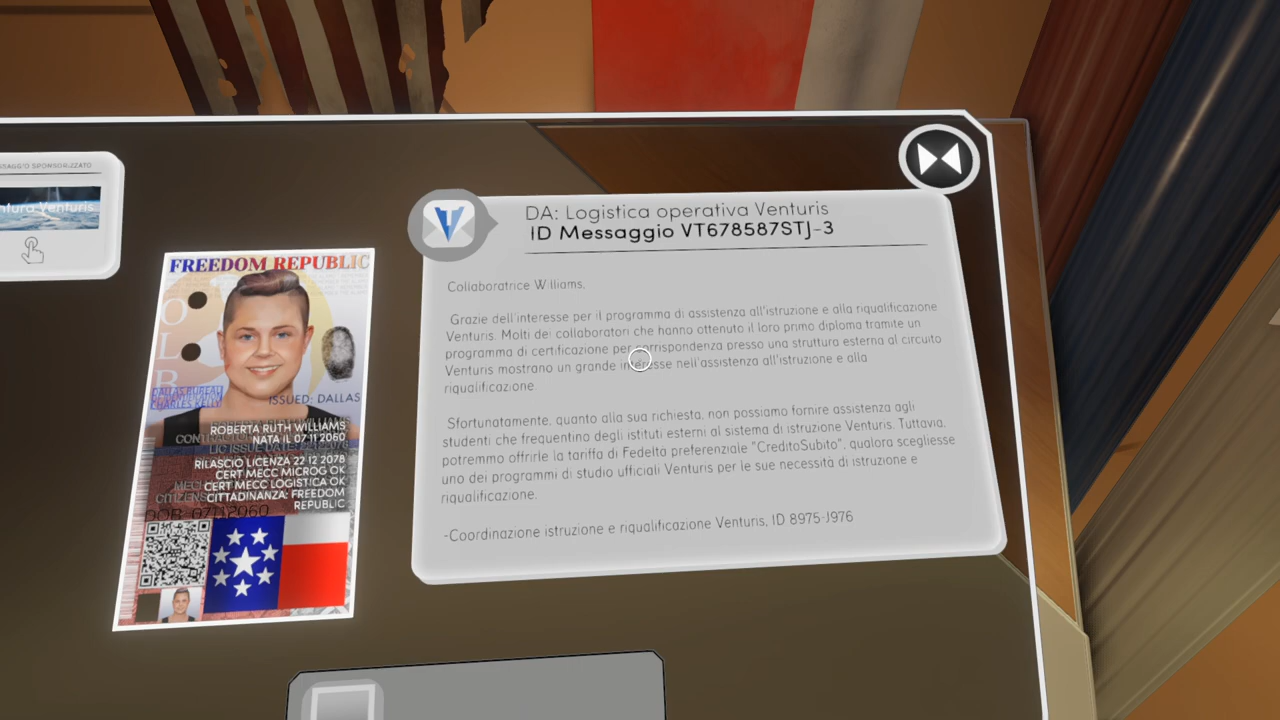 SAGGIO SPONSORIZZATO
ntura Venturis
FREEDOM REPUBLIC
ISSUED: DALLAS
DALLAS BUREAU
CHARLES KELLY
ROBERTA RUTH WILLIAMS
NATA IL 07 11 2060
RILASCIO LICENZA 22 12 2078
CERT MECC MICROG OK
CERT MECC LOGISTICA OK
CITTADINANZA: FREEDOM
REPUBLIC
DA: Logistica operativa Venturis
ID Messaggio VT678587STJ-3
Collaboratrice Williams,
Grazie dell'interesse per il programma di assistenza all'istruzione e alla riqualificazione
Venturis. Molti dei collaboratori che hanno ottenuto il loro primo diploma tramite un
programma di certificazione per corrispondenza presso una struttura esterna al circuito
Venturis mostrano un grande interesse nell'assistenza all'istruzione e alla
riqualificazione.
Sfortunatamente, quanto alla sua richiesta, non possiamo fornire assistenza agli
studenti che frequentino degli istituti esterni al sistema di istruzione Venturis. Tuttavia,
potremmo offrirle la tariffa di Fedeltà preferenziale "CreditoSubito", qualora scegliesse
uno dei programmi di studio ufficiali Venturis per le sue necessità di istruzione e
riqualificazione.
-Coordinazione istruzione e riqualificazione Venturis, ID 8975-J976